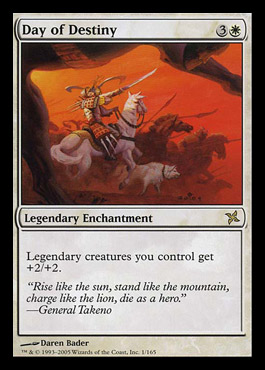 Day of Destiny 3
Legendary Enchantment
Legendary creatures you control get
+2/+2.
“Rise like the sun, stand like the mountain,
charge like the lion, die as a hero.”
—General Takeno
Daren Bader
™ & © 1993–2005 Wizards of the Coast, Inc. 1/165